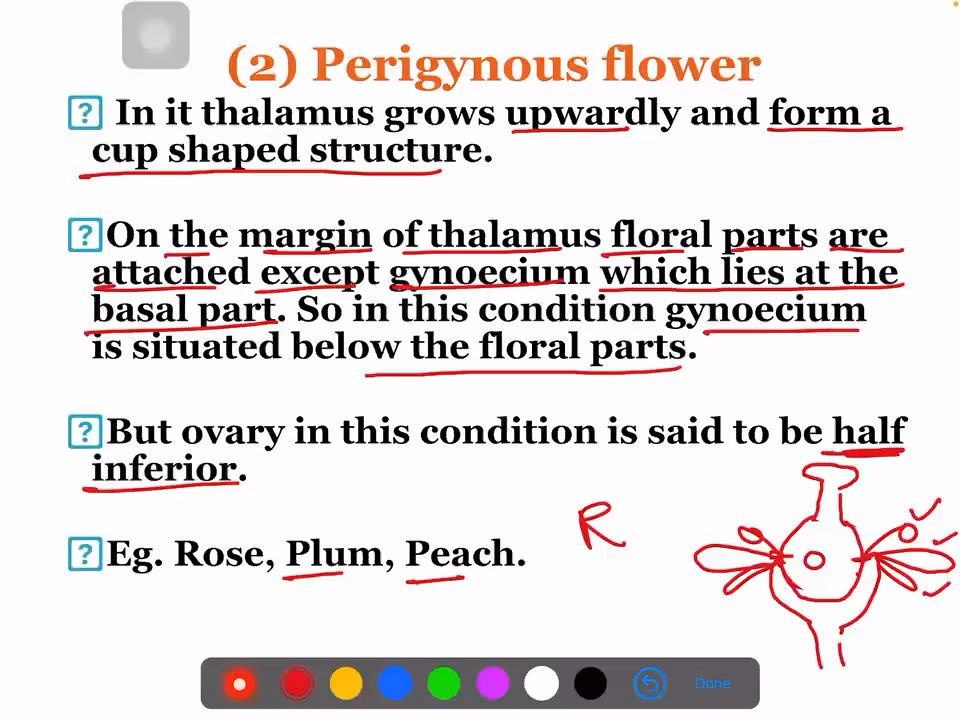 (2) Perigynous flower
? In it thalamus grows upwardly and form a
cup shaped structure.
? On the margin of thalamus floral parts are
attached except gynoecium which lies at the
basal part. So in this condition gynoecium
is situated below the floral parts.
? But ovary in this condition is said to be half
inferior.
? Eg. Rose, Plum, Peach.
R
Done